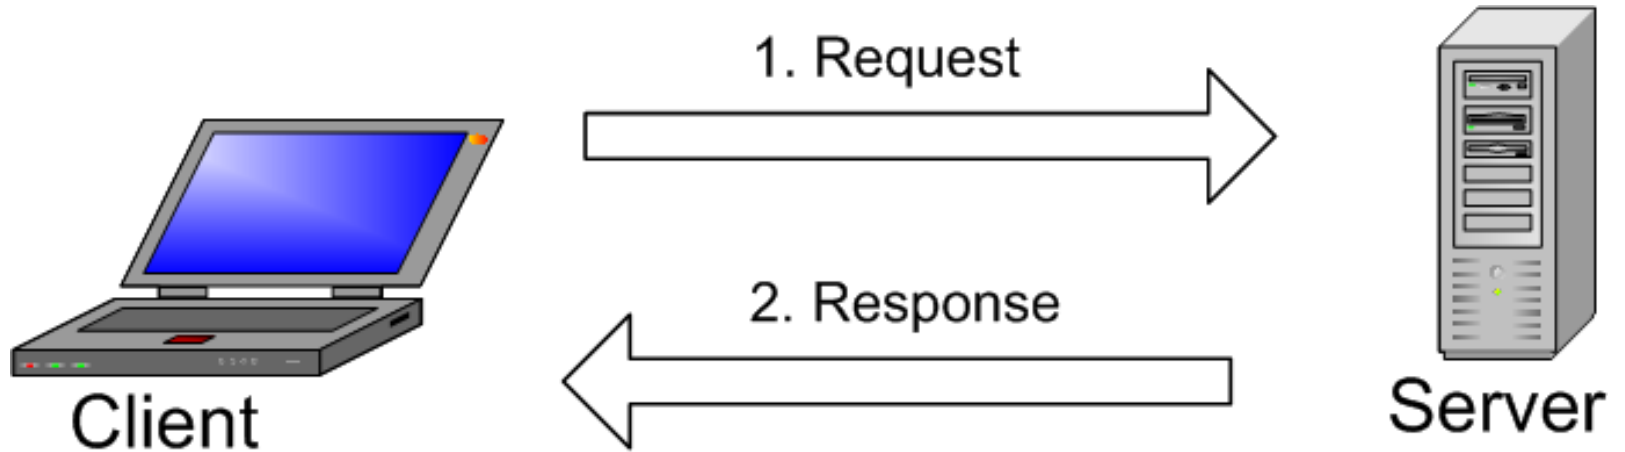 1. Request
2. Response
Client
Server